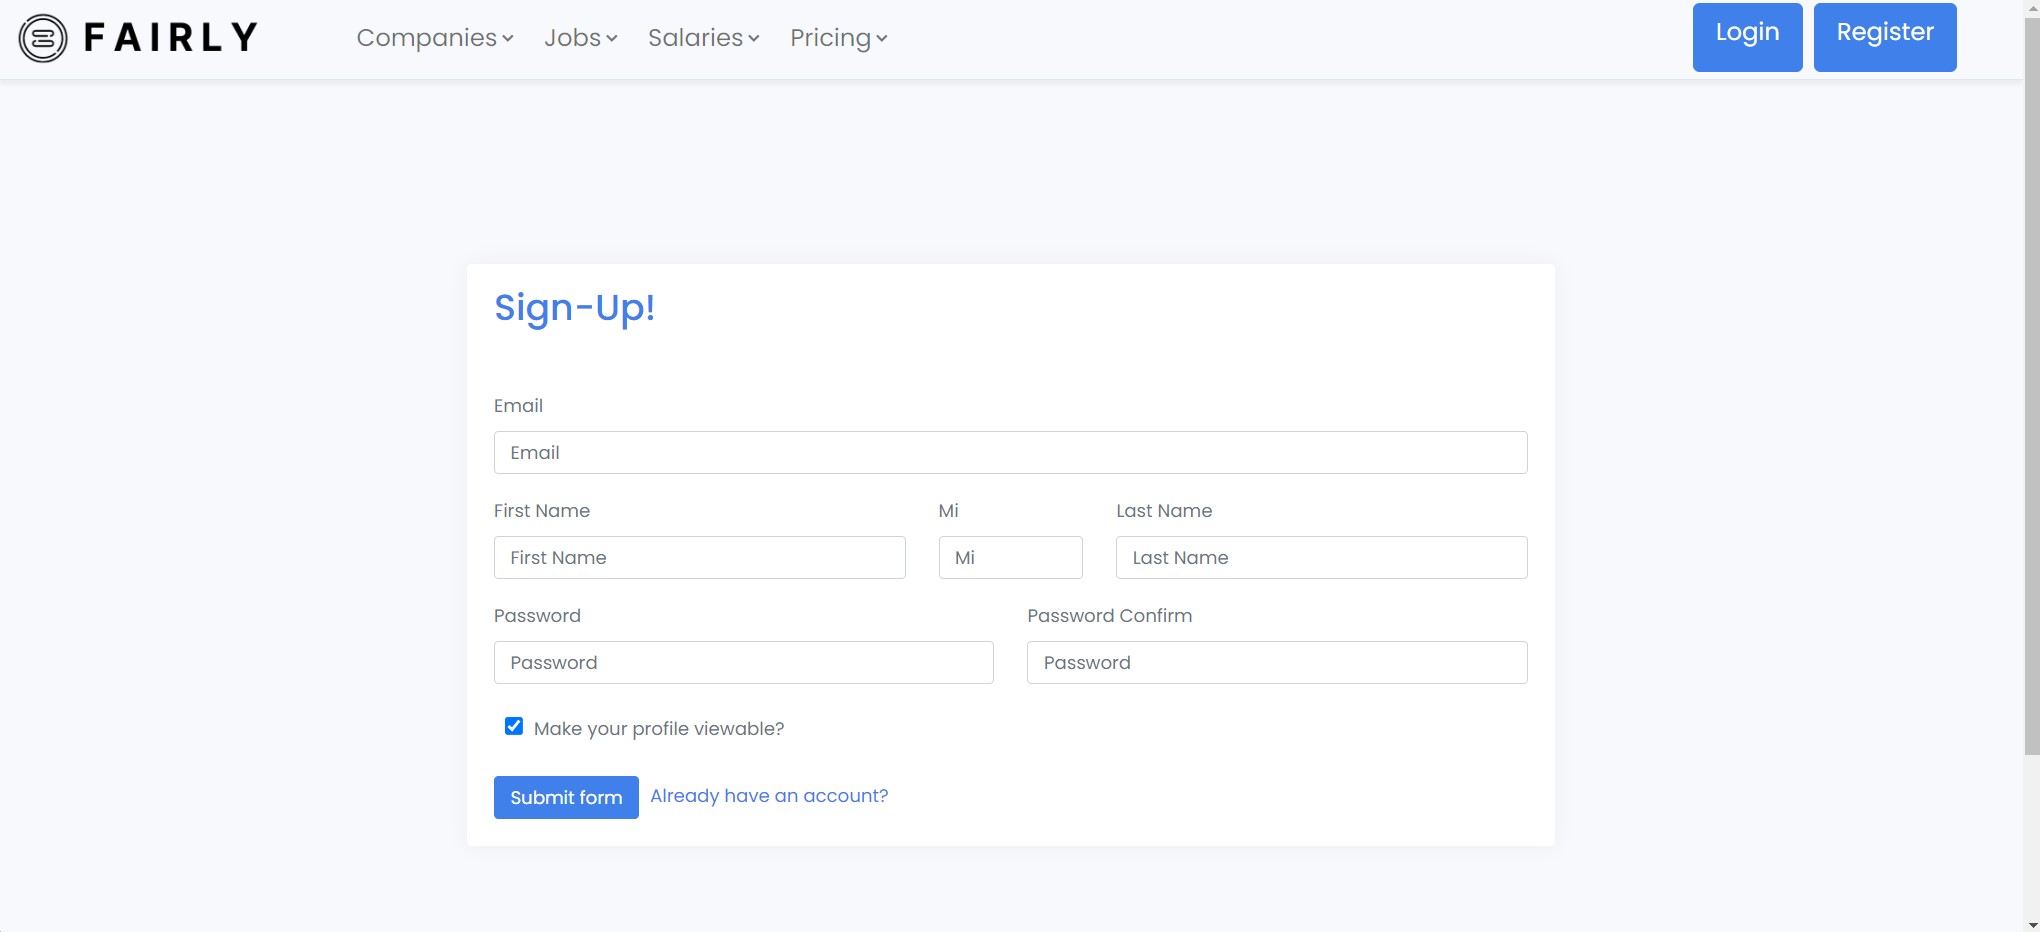 FAIRLY Companies Jobs Salaries Pricing Login Register
Sign-Up!
Email
Email
First Name Mi Last Name
First Name Mi Last Name
Password Password Confirm
Password Password
Make your profile viewable?
Submit form Already have an account?